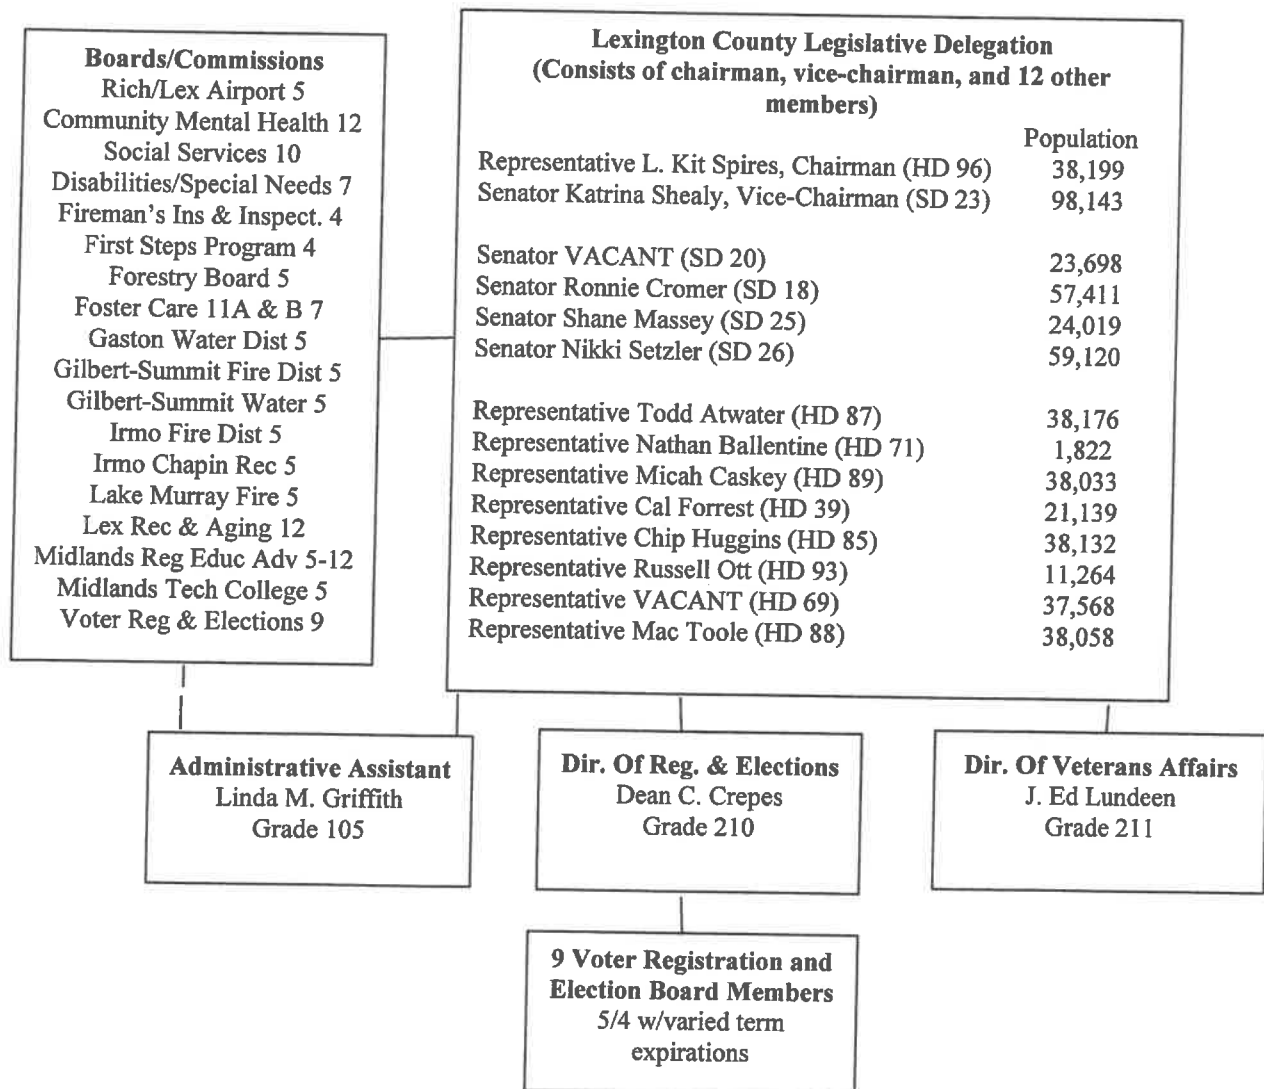 Boards/Commissions
Rich/Lex Airport 5
Community Mental Health 12
Social Services 10
Disabilities/Special Needs 7
Fireman's Ins & Inspect. 4
First Steps Program 4
Forestry Board 5
Foster Care 11A & B 7
Gaston Water Dist 5
Gilbert-Summit Fire Dist 5
Gilbert-Summit Water 5
Irmo Fire Dist 5
Irmo Chapin Rec 5
Lake Murray Fire 5
Lex Rec & Aging 12
Midlands Reg Educ Adv 5-12
Midlands Tech College 5
Voter Reg & Elections 9
Lexington County Legislative Delegation
(Consists of chairman, vice-chairman, and 12 other
members)
Population
Representative L. Kit Spires, Chairman (HD 96) 38,199
Senator Katrina Shealy, Vice-Chairman (SD 23) 98,143
Senator VACANT (SD 20) 23,698
Senator Ronnie Cromer (SD 18) 57,411
Senator Shane Massey (SD 25) 24,019
Senator Nikki Setzler (SD 26) 59,120
Representative Todd Atwater (HD 87) 38,176
Representative Nathan Ballentine (HD 71) 1,822
Representative Micah Caskey (HD 89) 38,033
Representative Cal Forrest (HD 39) 21,139
Representative Chip Huggins (HD 85) 38,132
Representative Russell Ott (HD 93) 11,264
Representative VACANT (HD 69) 37,568
Representative Mac Toole (HD 88) 38,058
Administrative Assistant
Linda M. Griffith
Grade 105
Dir. Of Reg. & Elections
Dean C. Crepes
Grade 210
Dir. Of Veterans Affairs
J. Ed Lundeen
Grade 211
9 Voter Registration and
Election Board Members
5/4 w/varied term
expirations